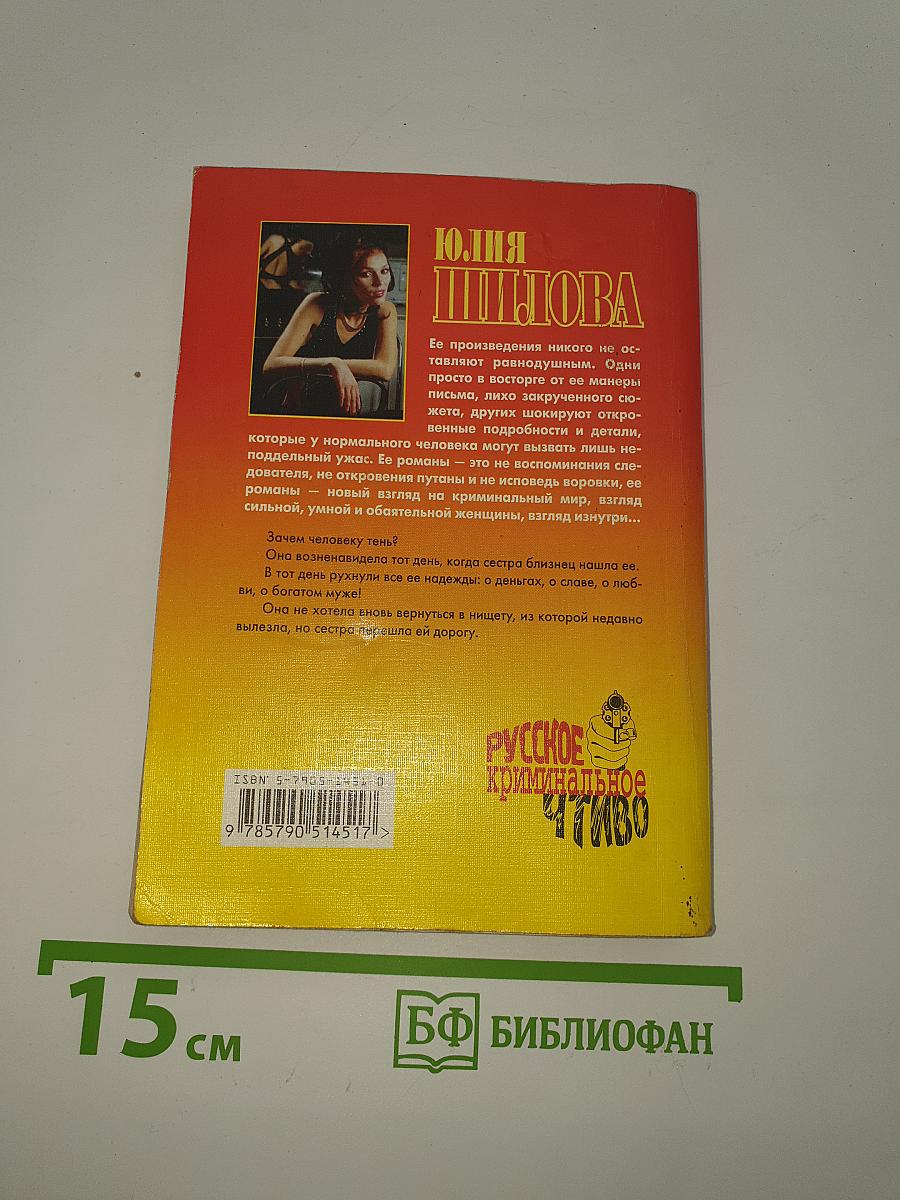 ЮЛИЯ
ШИЛОВА
Ее произведения никого не ос-
тавляют равнодушным. Одни
просто в восторге от ее манеры
письма, лихо закрученного сю-
жета, других шокируют откро-
венные подробности и детали,
которые у нормального человека могут вызвать лишь не-
поддельный ужас. Ее романы — это не воспоминания сле-
дователя, не откровения путаны и не исповедь воровки, ее
романы — новый взгляд на криминальный мир, взгляд
сильной, умной и обаятельной женщины, взгляд изнутри...
Зачем человеку тень?
Она возненавидела тот день, когда сестра близнец нашла ее.
В тот день рухнули все ее надежды: о деньгах, о славе, о люб-
ви, о богатом муже!
Она не хотела вновь вернуться в нищету, из которой недавно
вылезла, но сестра перешла ей дорогу.
РУССКОЕ
криминальное
ЧТИВО
ISBN 5-7905-1451-0
9 785790 514517 >
15 см
БФ БИБЛИОФАН